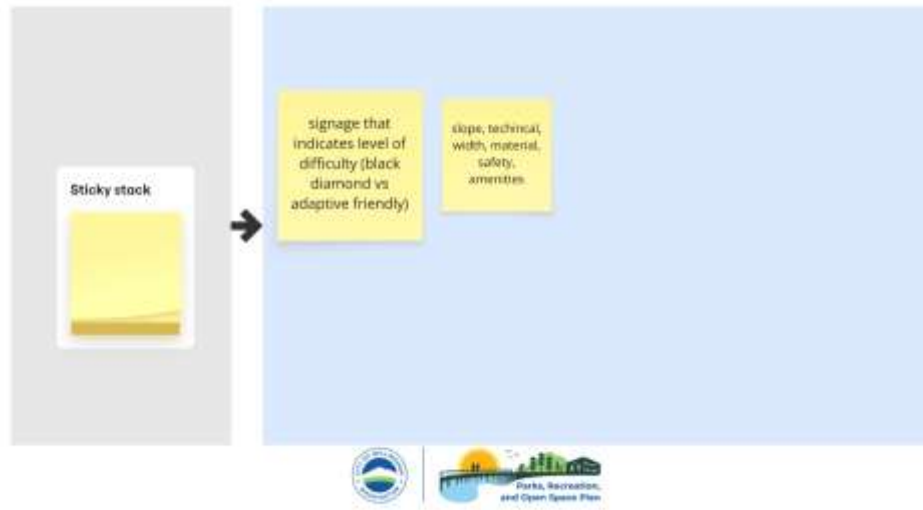 Sticky stack
signage that
indicates level of
difficulty (black
diamond vs
adaptive friendly)
slope, techincal,
width, material,
safety,
amenities
Parks, Recreation,
and Open Space Plan